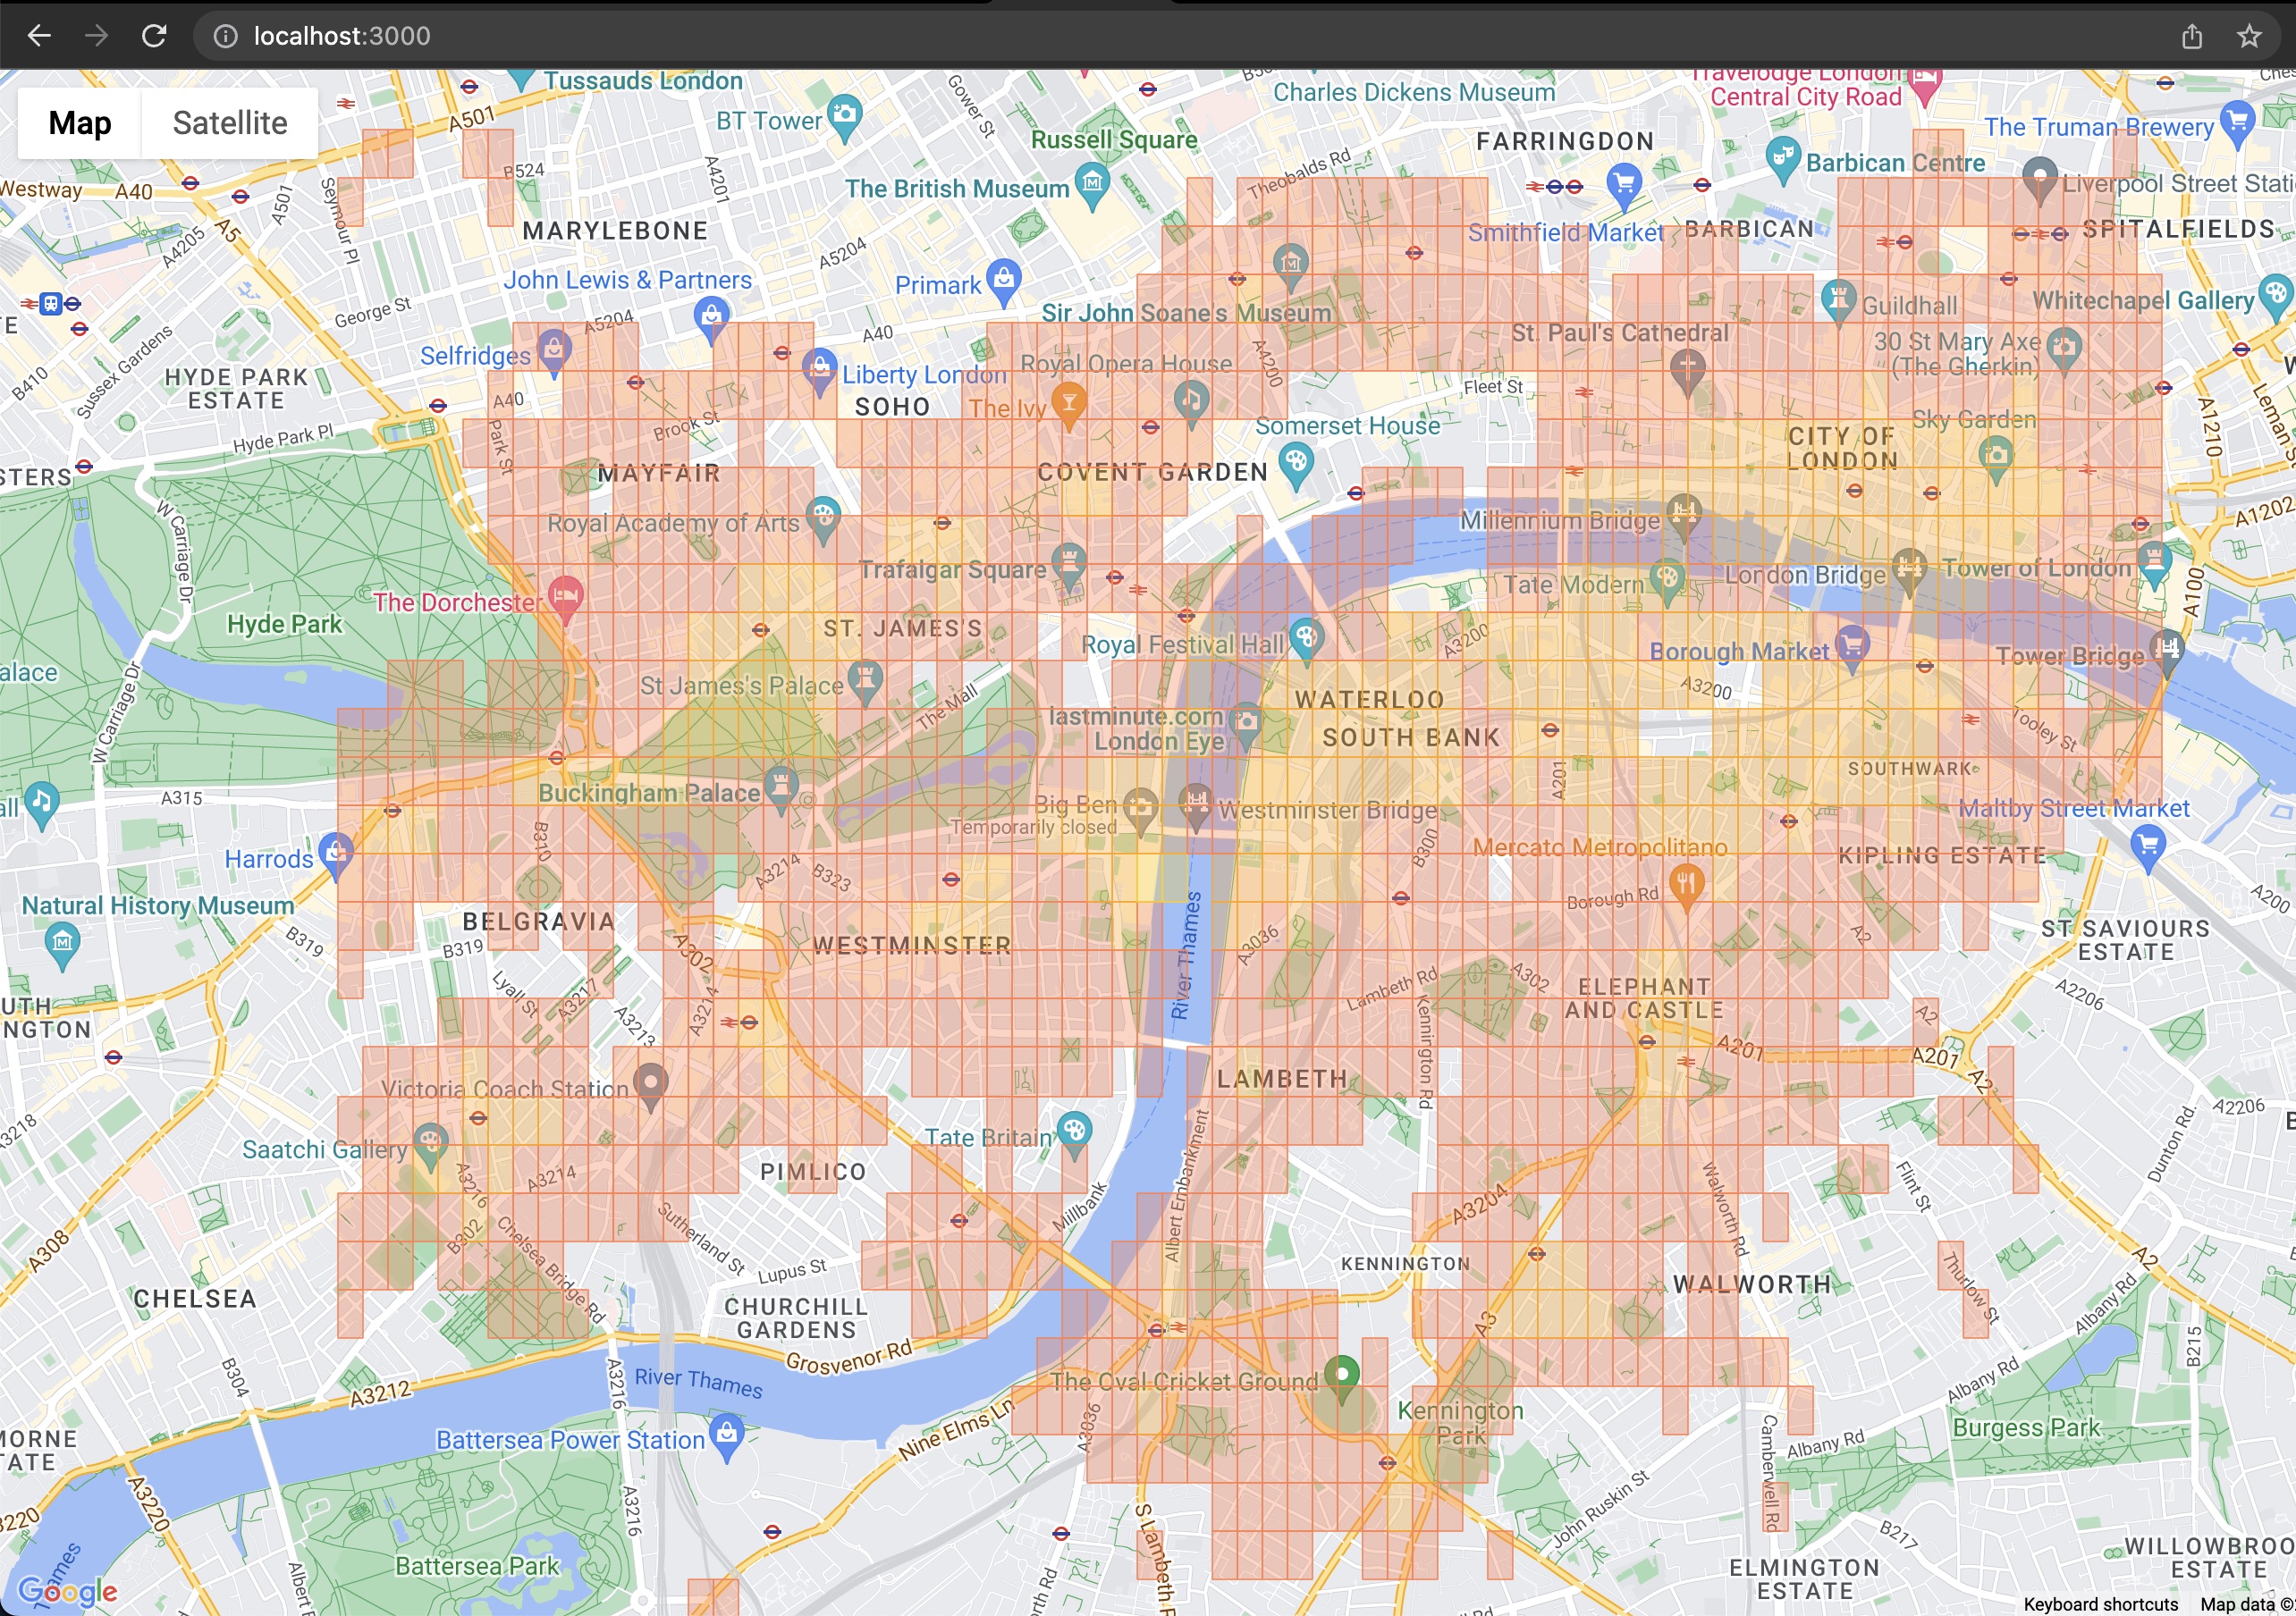 localhost:3000
Map
Satellite
Tussauds London
A501
BT Tower
Gower St
Charles Dickens Museum
Travelodge London
Central City Road
Russell Square
FARRINGDON
The Truman Brewery
Westway
A40
A501
Seymour Pl
B524
A4201
The British Museum
Theobalds Rd
Barbican Centre
Liverpool Street Stati
A5
A4205
MARYLEBONE
A5204
Smithfield Market
BARBICAN
SPITALFIELDS
George St
John Lewis & Partners
Primark
Sir John Soane's Museum
Guildhall
Whitechapel Gallery
Sussex Gardens
A5204
A40
St. Paul's Cathedral
30 St Mary Axe
(The Gherkin)
B410
Selfridges
Royal Opera House
A4200
HYDE PARK
ESTATE
Liberty London
SOHO
The Ivy
Fleet St
A40
Leman S
A1210
Hyde Park Pl
Park St
Brook St
Somerset House
Sky Garden
CITY OF
LONDON
STERS
MAYFAIR
COVENT GARDEN
W Carriage Dr
Royal Academy of Arts
Millennium Bridge
A1202
Trafalgar Square
Tate Modern
London Bridge
Tower of London
The Dorchester
A100
Hyde Park
ST. JAMES'S
Royal Festival Hall
A3200
Borough Market
Tower Bridge
alace
St James's Palace
The Mall
WATERLOO
A3200
W Carriage Dr
lastminute.com
London Eye
SOUTH BANK
Tooley St
A315
Buckingham Palace
A201
SOUTHWARK
all
Big Ben
Temporarily closed
Westminster Bridge
Maltby Street Market
B310
B300
Harrods
Mercato Metropolitano
KIPLING ESTATE
A3214
B323
Borough Rd
A200
Natural History Museum
BELGRAVIA
River Thames
B319
B319
WESTMINSTER
A3036
A2
ST SAVIOURS
ESTATE
A302
Lyall St
A3217
Lambeth Rd
A302
ELEPHANT
AND CASTLE
A2206
UTH
NGTON
A3213
A3214
Kennington Rd
A2
A201
A201
A2
Victoria Coach Station
LAMBETH
A3218
A2206
Saatchi Gallery
Tate Britain
Dunton Rd
A3216
A3214
PIMLICO
Albert Embankment
Walworth Rd
Flint St
A308
B302
Chelsea Bridge Rd
Sutherland St
Millbank
A3204
A2
CHELSEA
Lupus St
KENNINGTON
WALWORTH
Thurlow St
CHURCHILL
GARDENS
A3
Albany Rd
B304
Grosvenor Rd
B215
A3212
A3216
River Thames
The Oval Cricket Ground
Albany Rd
MORNE
ATE
Battersea Power Station
Nine Elms Ln
A3036
Kennington
Park
Albany Rd
Burgess Park
A3220
3220
A3216
John Ruskin St
Camberwell Rd
B217
Battersea Park
ELMINGTON
ESTATE
WILLOWBROO
ESTATE
Google
Keyboard shortcuts
Map data ©